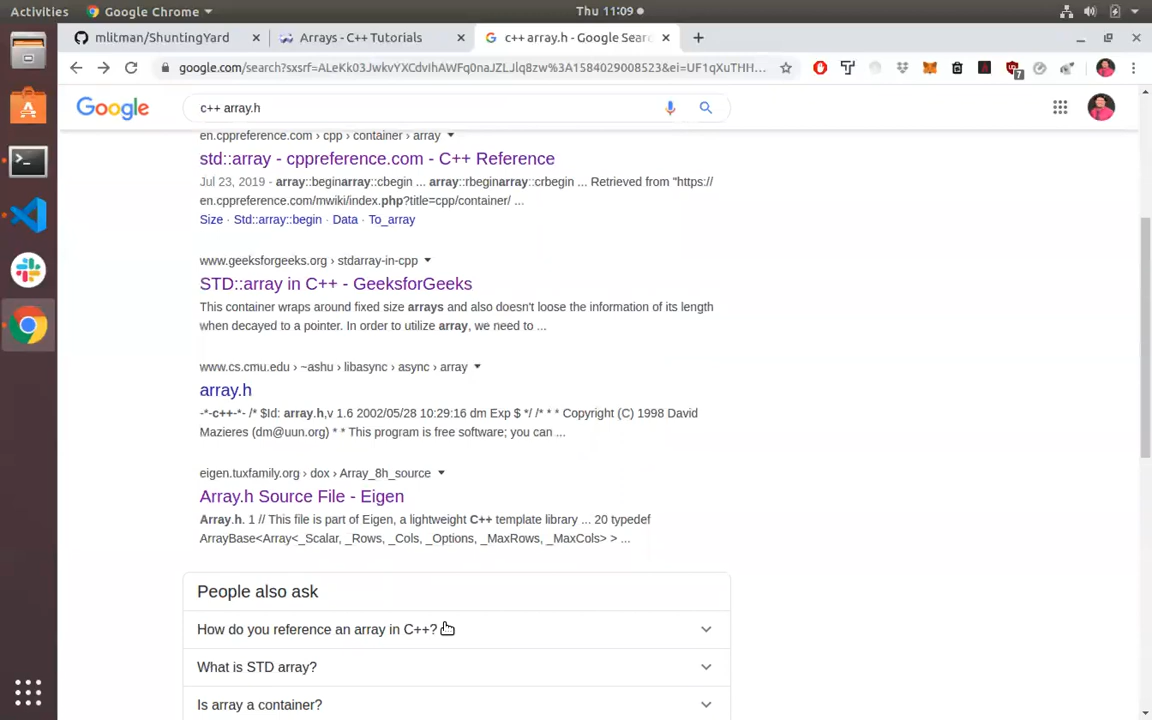 Activities
Google Chrome
Thu 11:09
mlitman/ShuntingYard
Arrays - C++ Tutorials
c++ array.h - Google Sear
google.com/search?sxsrf=ALeKk03JwkvYXCdvIhAWFq0naJZLJlq8zw%3A1584029008523&ei=UF1qXuTHH...
7
Google
c++ array.h
en.cppreference.com › cpp › container › array
std::array - cppreference.com - C++ Reference
Jul 23, 2019 - array::beginarray::cbegin ... array::rbeginarray::crbegin ... Retrieved from "https://
en.cppreference.com/mwiki/index.php?title=cpp/container/ ...
Size · Std::array::begin · Data · To_array
www.geeksforgeeks.org › stdarray-in-cpp
STD::array in C++ - GeeksforGeeks
This container wraps around fixed size arrays and also doesn't loose the information of its length
when decayed to a pointer. In order to utilize array, we need to ...
www.cs.cmu.edu › ~ashu › libasync › async › array
array.h
-*-c++-*- /* $Id: array.h,v 1.6 2002/05/28 10:29:16 dm Exp $ */ /* * * Copyright (C) 1998 David
Mazieres (dm@uun.org) * * This program is free software; you can ...
eigen.tuxfamily.org › dox › Array_8h_source
Array.h Source File - Eigen
Array.h. 1 // This file is part of Eigen, a lightweight C++ template library ... 20 typedef
ArrayBase<Array<_Scalar, _Rows, _Cols, _Options, _MaxRows, _MaxCols> > ...
People also ask
How do you reference an array in C++?
What is STD array?
Is array a container?